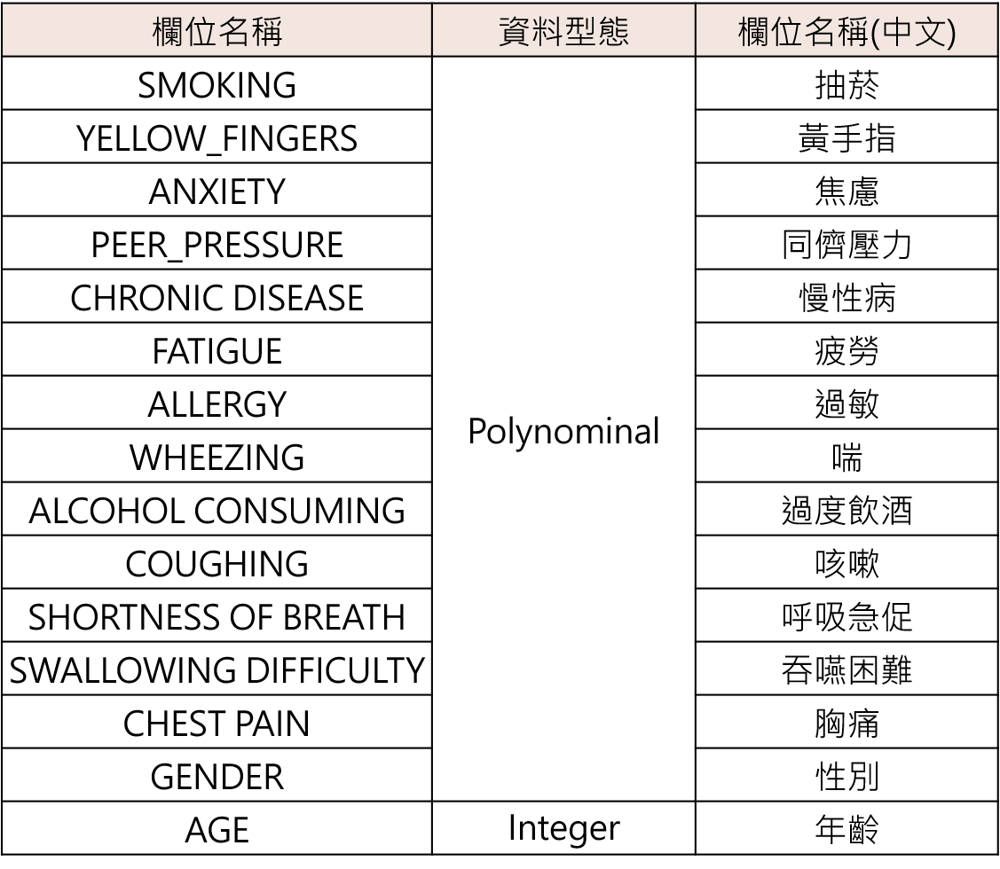 欄位名稱 資料型態 欄位名稱(中文)
SMOKING 抽菸
YELLOW_FINGERS 黃手指
ANXIETY 焦慮
PEER_PRESSURE 同儕壓力
CHRONIC DISEASE 慢性病
FATIGUE 疲勞
ALLERGY 過敏
Polynominal
WHEEZING 喘
ALCOHOL CONSUMING 過度飲酒
COUGHING 咳嗽
SHORTNESS OF BREATH 呼吸急促
SWALLOWING DIFFICULTY 吞嚥困難
CHEST PAIN 胸痛
GENDER 性別
AGE Integer 年齡